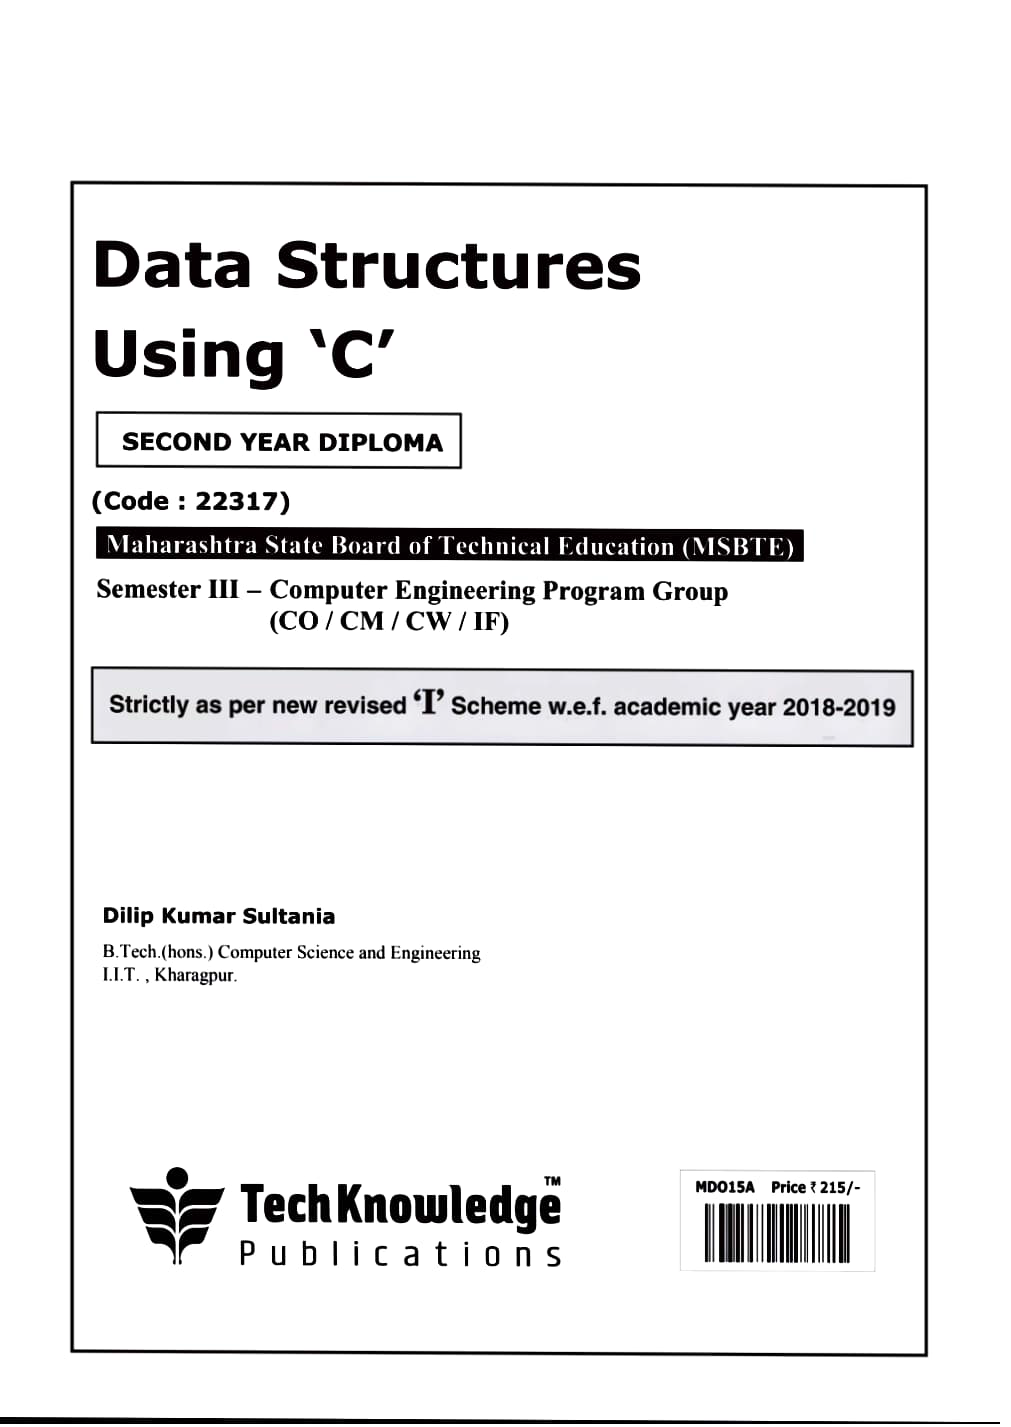 Data Structures
Using ‘C’
SECOND YEAR DIPLOMA
(Code : 22317)
Maharashtra State Board of Technical Education (MSBTE)
Semester III – Computer Engineering Program Group
(CO / CM / CW / IF)
Strictly as per new revised ‘I’ Scheme w.e.f. academic year 2018-2019
Dilip Kumar Sultania
B.Tech.(hons.) Computer Science and Engineering
I.I.T. , Kharagpur.
TechKnowledge™
Publications
MDO15A Price ₹ 215/-